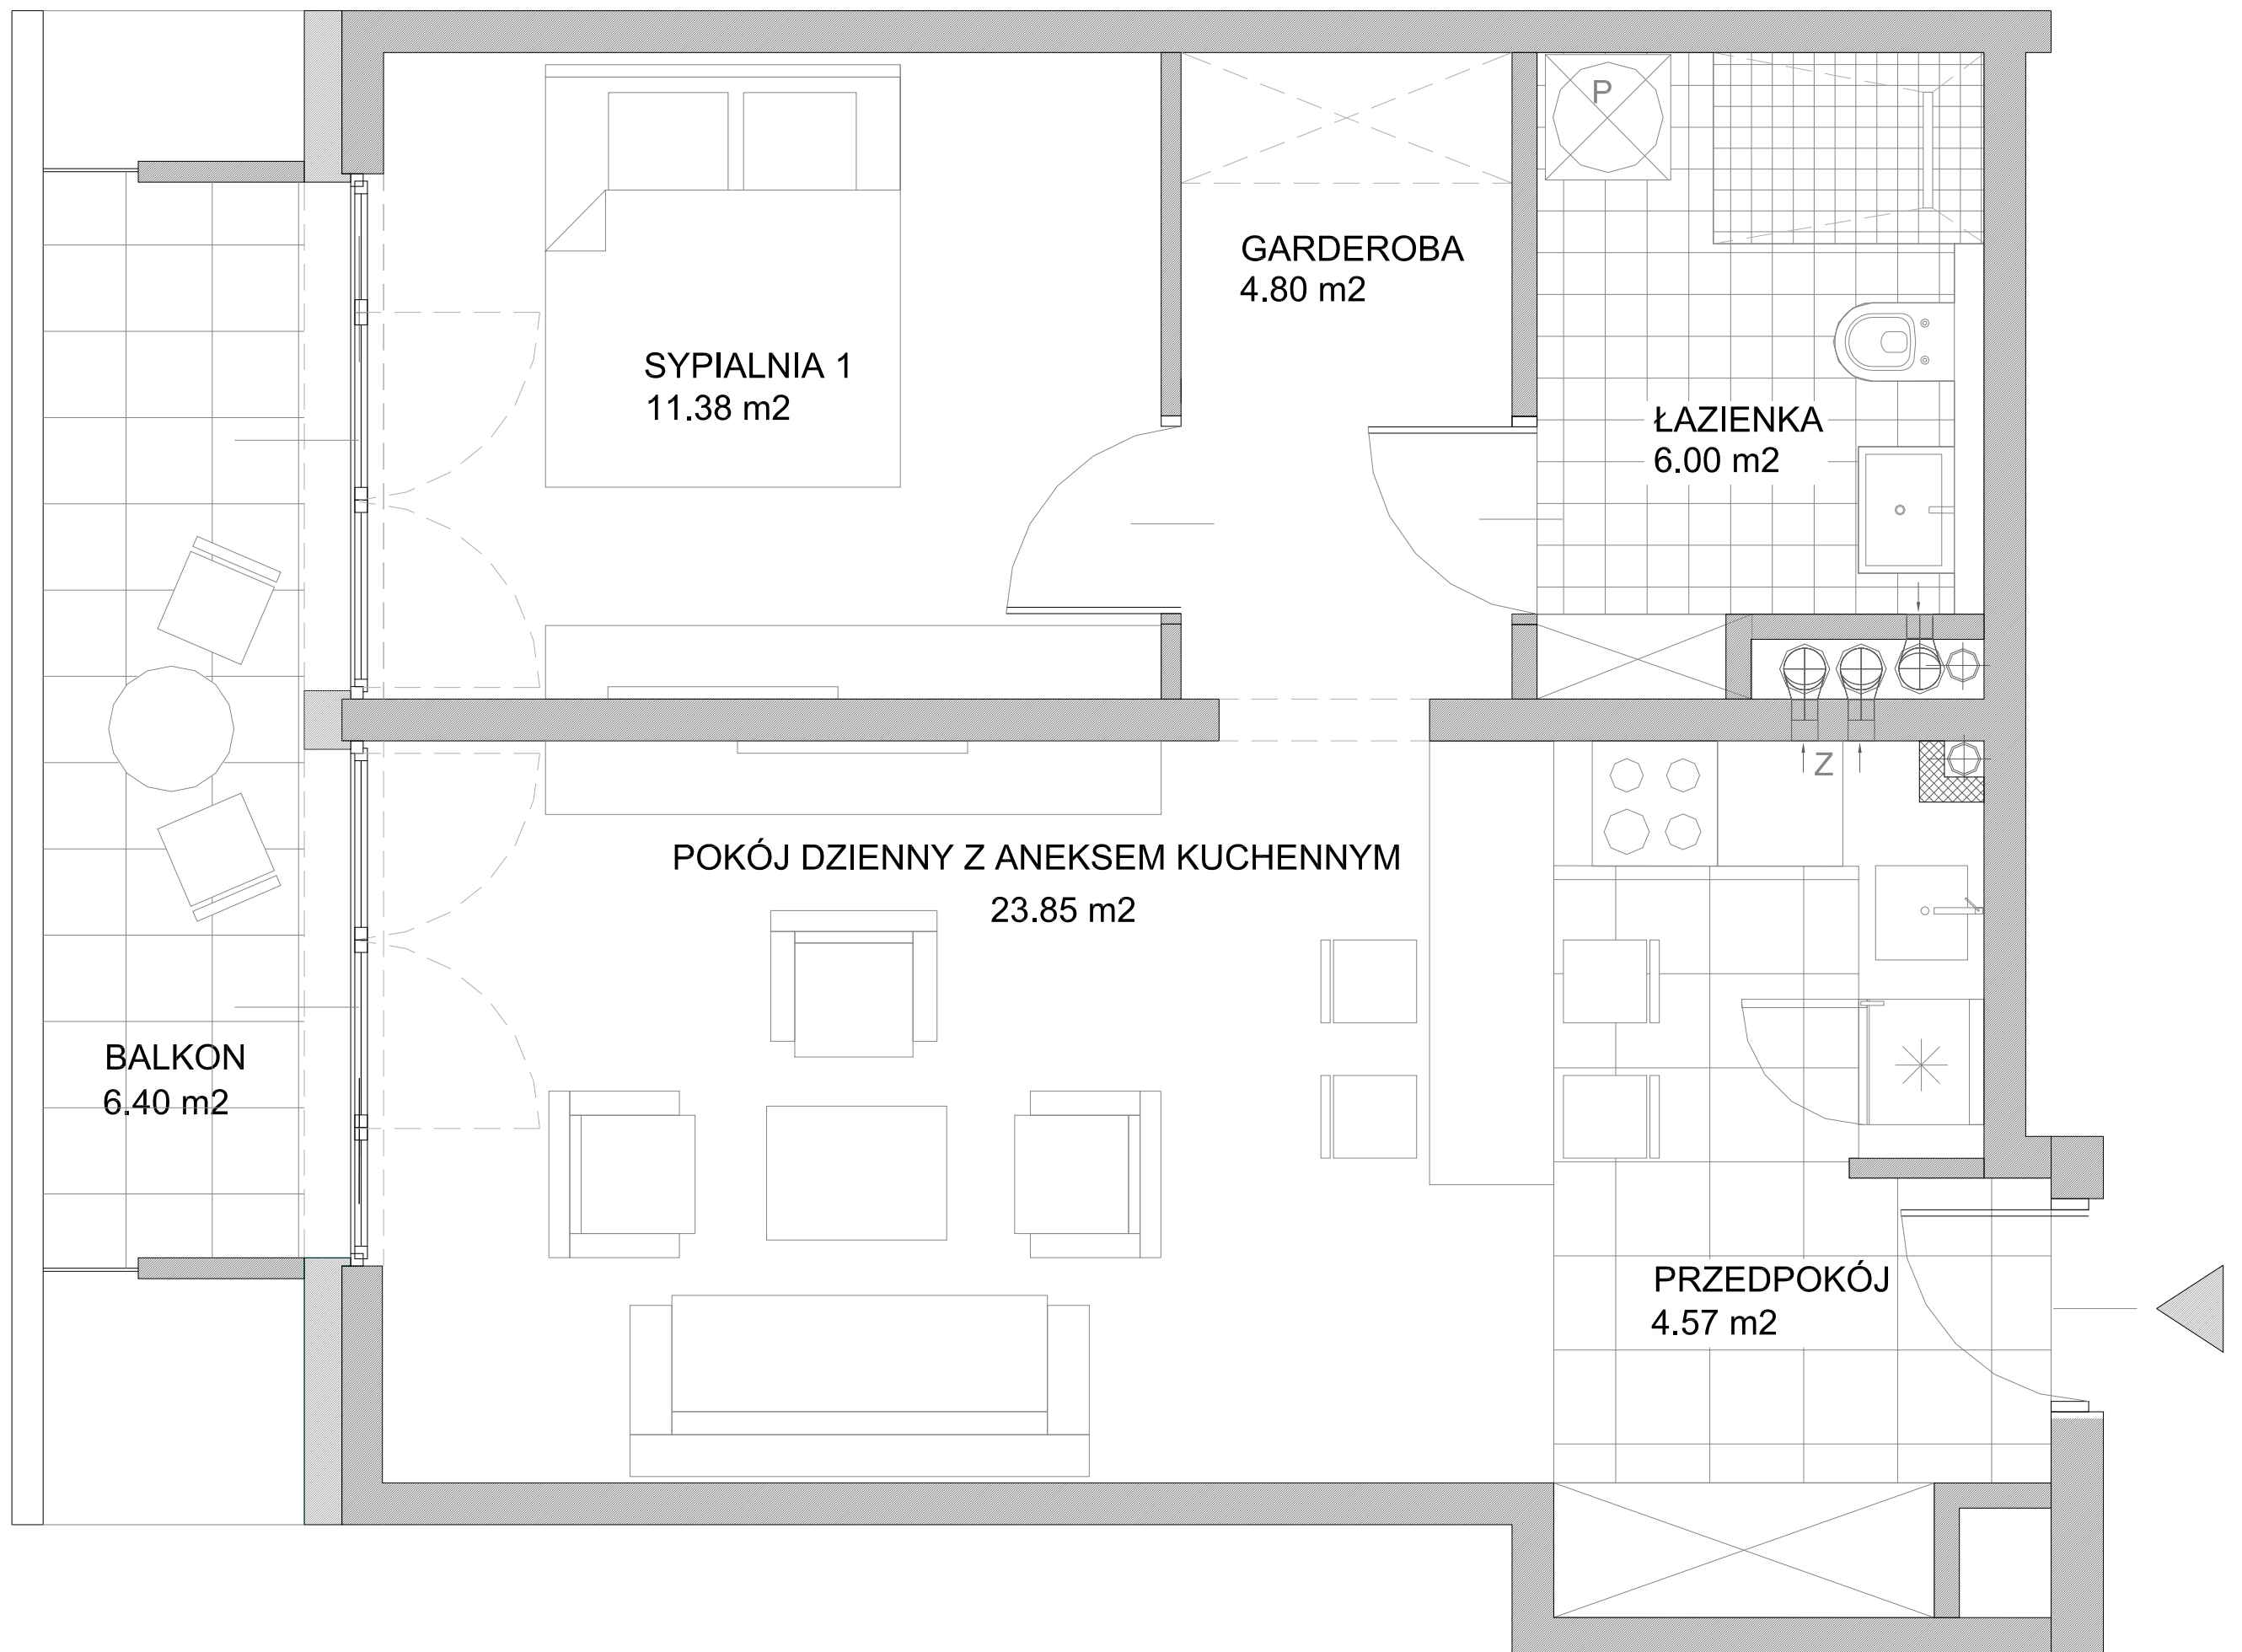 P
GARDEROBA
4.80 m2
SYPIALNIA 1
11.38 m2
ŁAZIENKA
6.00 m2
Z
POKÓJ DZIENNY Z ANEKSEM KUCHENNYM
23.85 m2
BALKON
6.40 m2
PRZEDPOKÓJ
4.57 m2